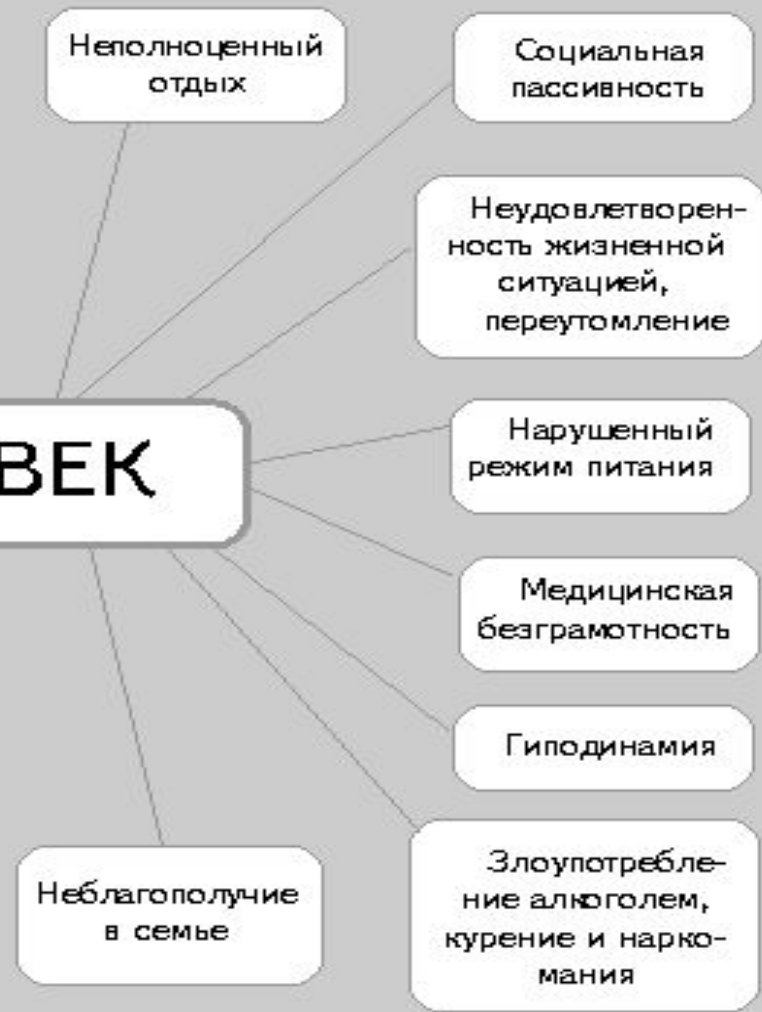 Неполноценный
отдых
Социальная
пассивность
Неудовлетворен-
ность жизненной
ситуацией,
переутомление
ВЕК
Нарушенный
режим питания
Медицинская
безграмотность
Гиподинамия
Неблагополучие
в семье
Злоупотребле-
ние алкоголем,
курение и нарко-
мания